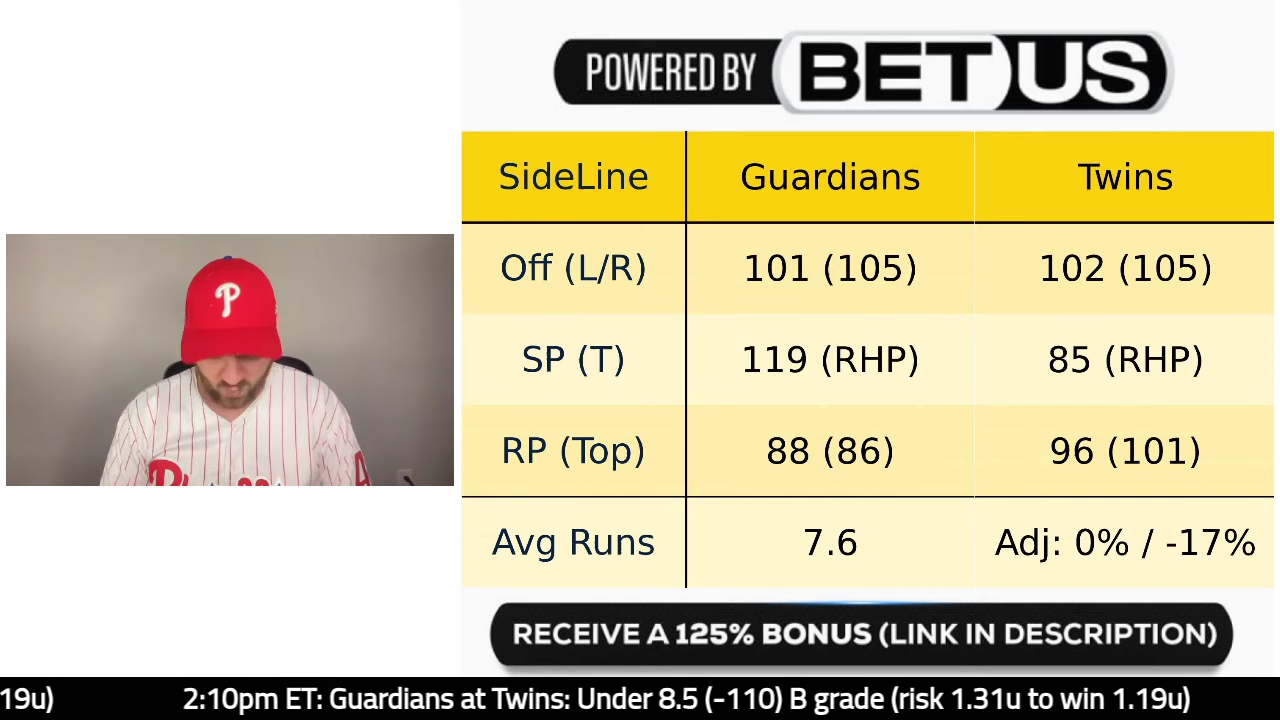 POWERED BY BETUS
SideLine Guardians Twins
Off (L/R) 101 (105) 102 (105)
SP (T) 119 (RHP) 85 (RHP)
RP (Top) 88 (86) 96 (101)
Avg Runs 7.6 Adj: 0% / -17%
RECEIVE A 125% BONUS (LINK IN DESCRIPTION)
P
19u) 2:10pm ET: Guardians at Twins: Under 8.5 (-110) B grade (risk 1.31u to win 1.19u)